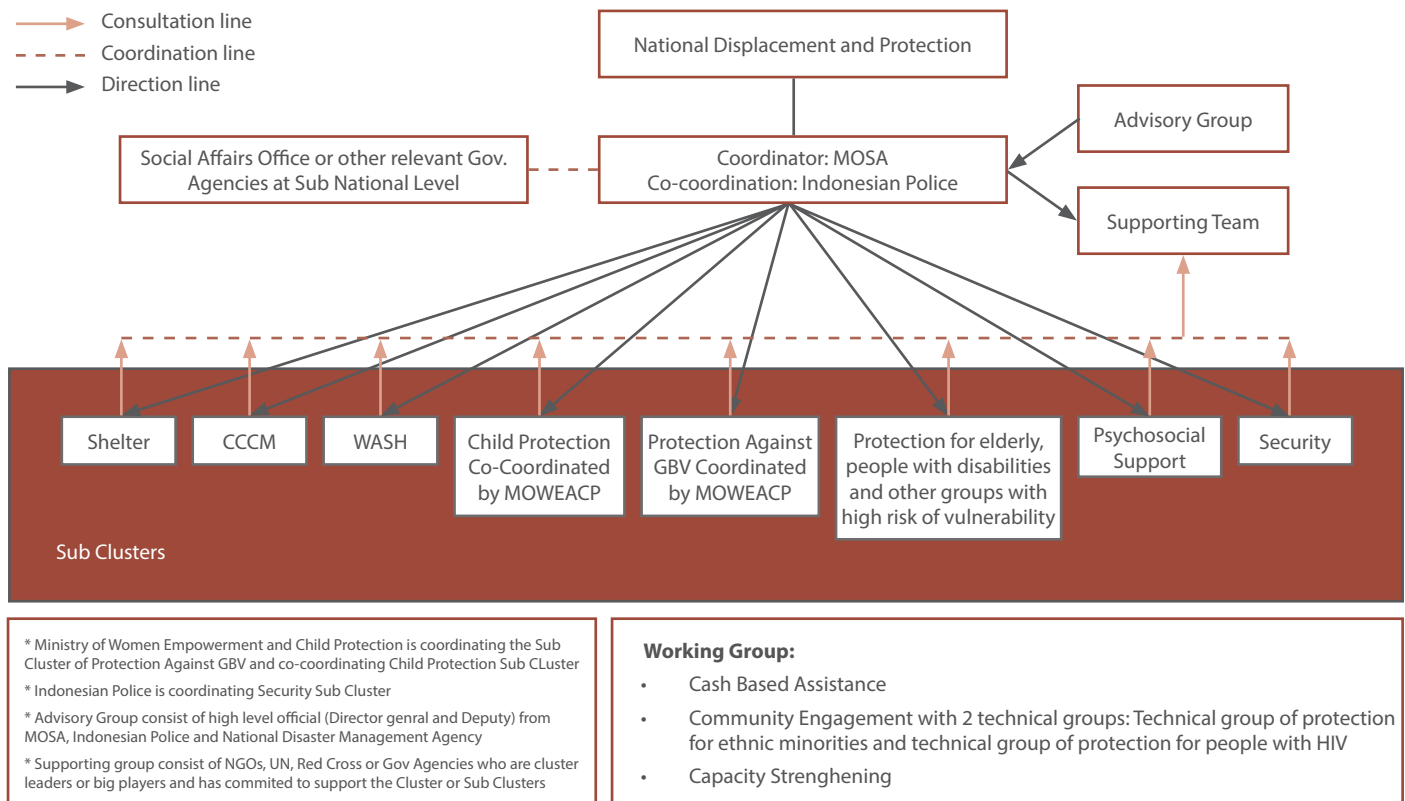 Consultation line
Coordination line
Direction line
National Displacement and Protection
Advisory Group
Social Affairs Office or other relevant Gov.
Agencies at Sub National Level
Coordinator: MOSA
Co-coordination: Indonesian Police
Supporting Team
Shelter
CCCM
WASH
Child Protection
Co-Coordinated
by MOWEACP
Protection Against
GBV Coordinated
by MOWEACP
Protection for elderly,
people with disabilities
and other groups with
high risk of vulnerability
Psychosocial
Support
Security
Sub Clusters
* Ministry of Women Empowerment and Child Protection is coordinating the Sub
Cluster of Protection Against GBV and co-coordinating Child Protection Sub CLuster
* Indonesian Police is coordinating Security Sub Cluster
* Advisory Group consist of high level official (Director genral and Deputy) from
MOSA, Indonesian Police and National Disaster Management Agency
* Supporting group consist of NGOs, UN, Red Cross or Gov Agencies who are cluster
leaders or big players and has commited to support the Cluster or Sub Clusters
Working Group:
• Cash Based Assistance
• Community Engagement with 2 technical groups: Technical group of protection
for ethnic minorities and technical group of protection for people with HIV
• Capacity Strenghening